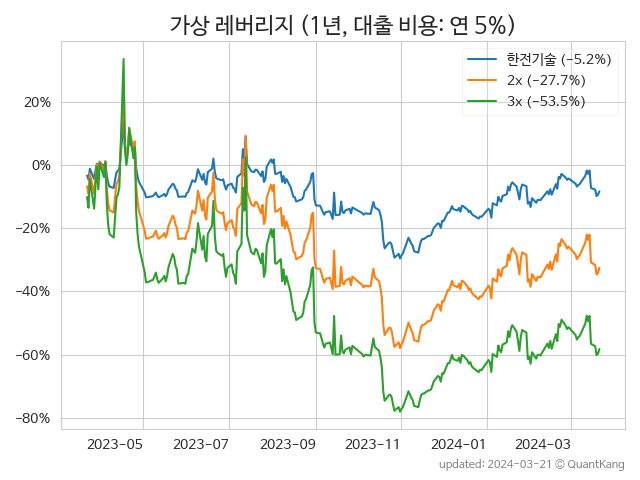 가상 레버리지 (1년, 대출 비용: 연 5%)
한전기술 (−5.2%)
2x (−27.7%)
3x (−53.5%)
20%
0%
−20%
−40%
−60%
−80%
2023−05 2023−07 2023−09 2023−11 2024−01 2024−03
updated: 2024−03−21 © QuantKang